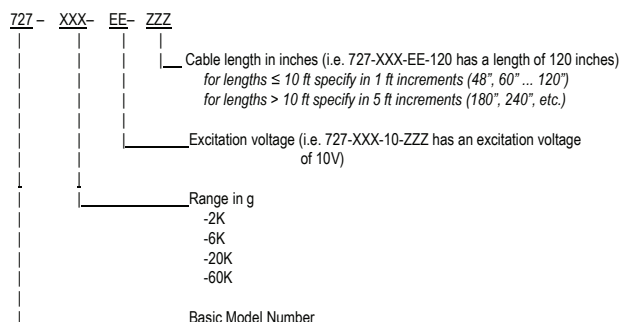 727 – XXX– EE– ZZZ
Cable length in inches (i.e. 727-XXX-EE-120 has a length of 120 inches)
for lengths ≤ 10 ft specify in 1 ft increments (48”, 60” ... 120”)
for lengths > 10 ft specify in 5 ft increments (180”, 240”, etc.)
Excitation voltage (i.e. 727-XXX-10-ZZZ has an excitation voltage
of 10V)
Range in g
-2K
-6K
-20K
-60K
Basic Model Number